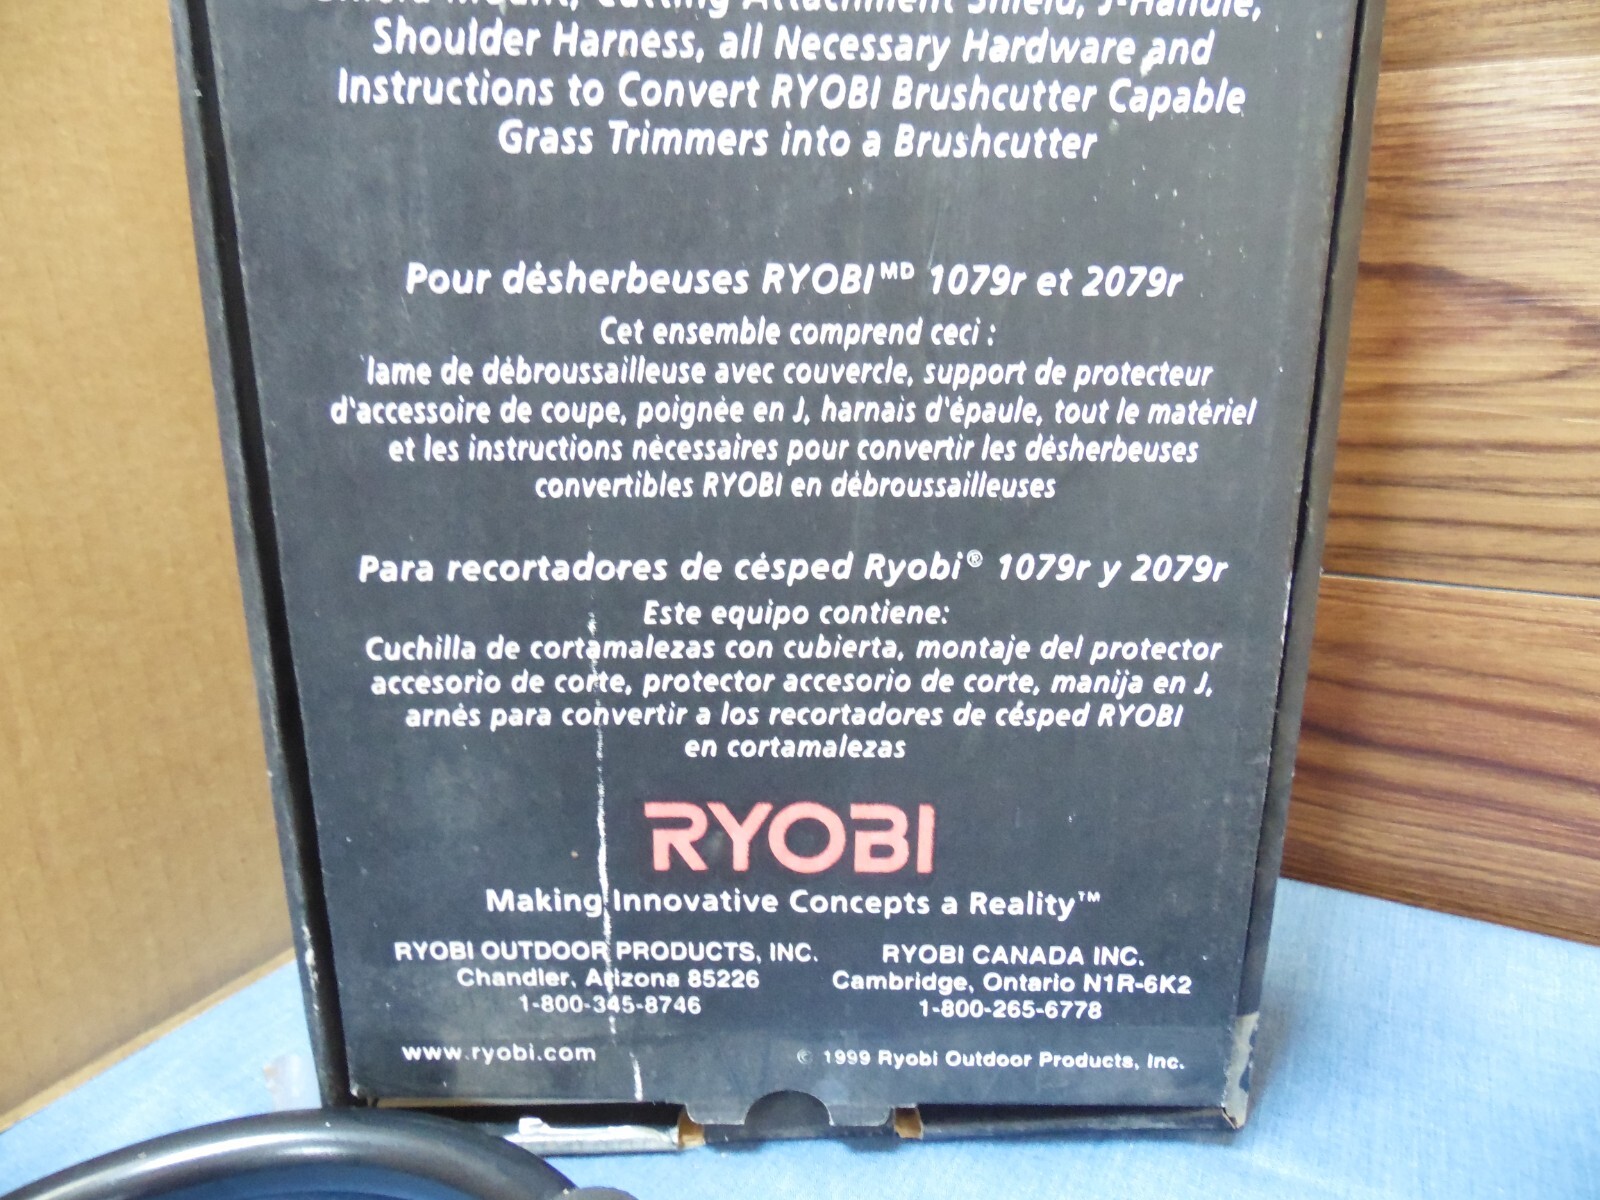 Shield Mount, Cutting Attachment Shield, J-Handle,
Shoulder Harness, all Necessary Hardware and
Instructions to Convert RYOBI Brushcutter Capable
Grass Trimmers into a Brushcutter
Pour désherbeuses RYOBI MD 1079r et 2079r
Cet ensemble comprend ceci :
lame de débroussailleuse avec couvercle, support de protecteur
d'accessoire de coupe, poignée en J, harnais d'épaule, tout le matériel
et les instructions nécessaires pour convertir les désherbeuses
convertibles RYOBI en débroussailleuses
Para recortadores de césped Ryobi® 1079r y 2079r
Este equipo contiene:
Cuchilla de cortamalezas con cubierta, montaje del protector
accesorio de corte, protector accesorio de corte, manija en J,
arnés para convertir a los recortadores de césped RYOBI
en cortamalezas
RYOBI
Making Innovative Concepts a Reality™
RYOBI OUTDOOR PRODUCTS, INC. RYOBI CANADA INC.
Chandler, Arizona 85226 Cambridge, Ontario N1R-6K2
1-800-345-8746 1-800-265-6778
www.ryobi.com © 1999 Ryobi Outdoor Products, Inc.